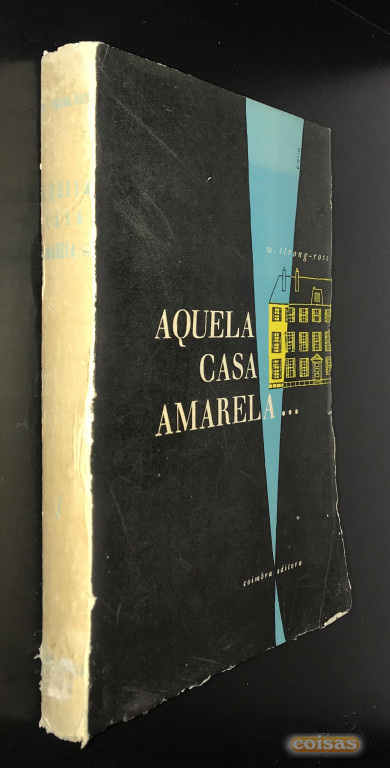 w. strong-ross
AQUELA
CASA
AMARELA...
coimbra editora
coisas